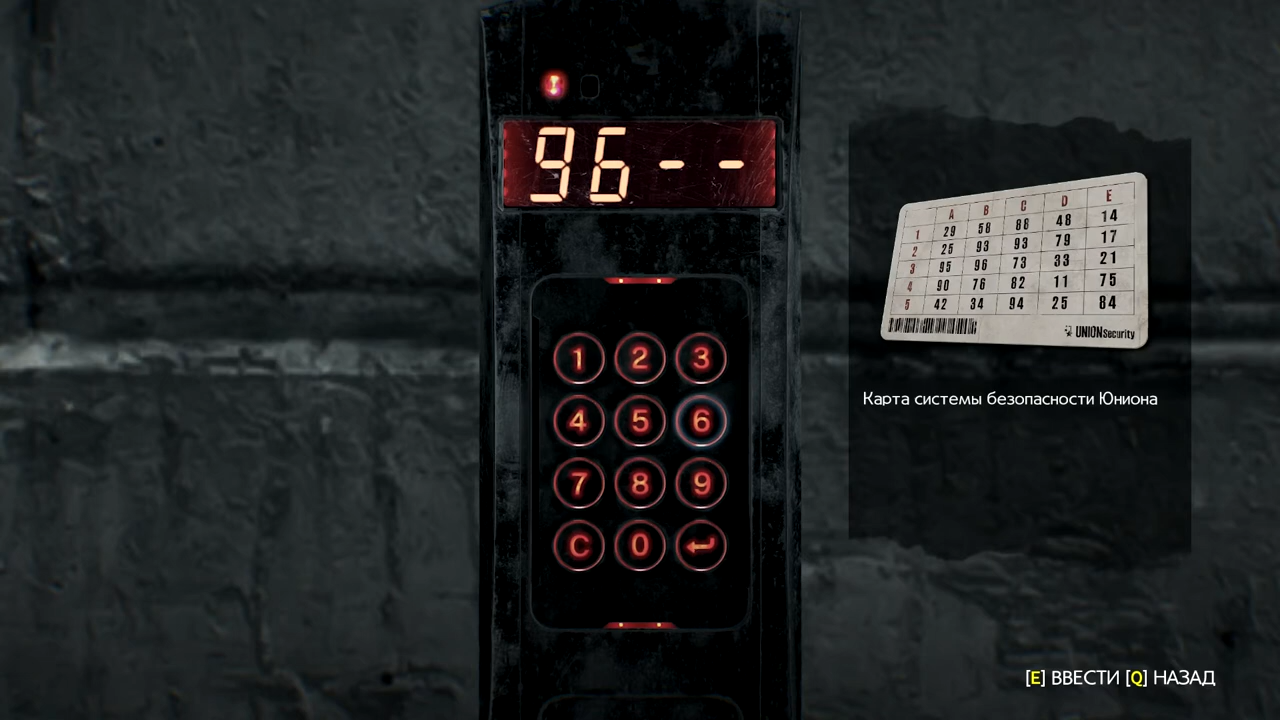 96--
1 2 3
4 5 6
7 8 9
C 0
A B C D E
1 29 58 88 48 14
2 25 93 93 79 17
3 95 96 73 33 21
4 90 76 82 11 75
5 42 34 94 25 84
UNIONSecurity
Карта системы безопасности Юниона
[E] ВВЕСТИ [Q] НАЗАД